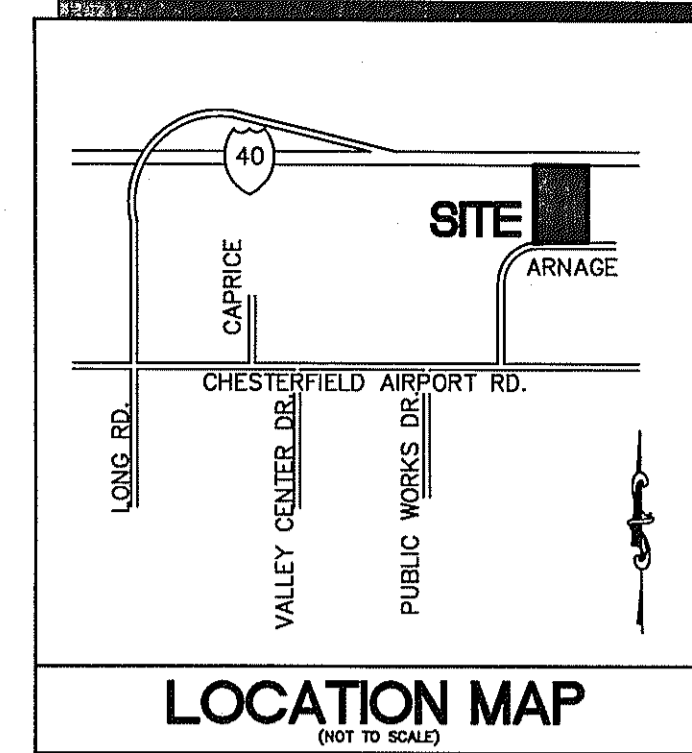 40
SITE
ARNAGE
CAPRICE
CHESTERFIELD AIRPORT RD.
LONG RD.
VALLEY CENTER DR.
PUBLIC WORKS DR.
LOCATION MAP
(NOT TO SCALE)